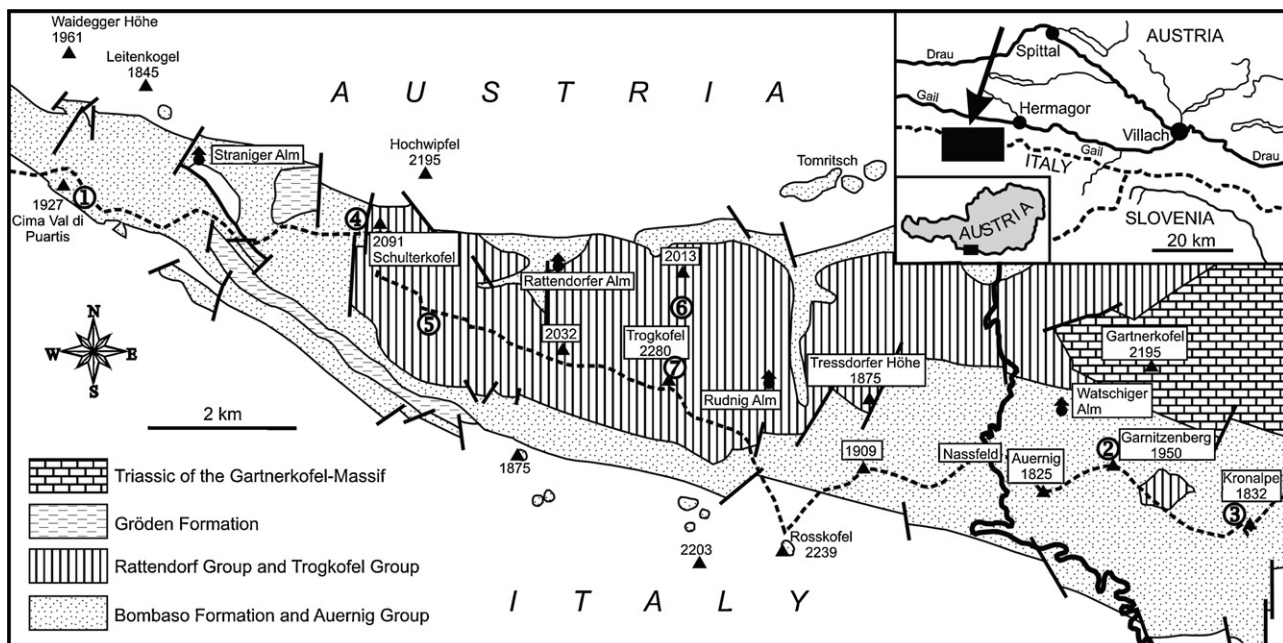 Waidegger Höhe
1961
Leitenkogel
1845
AUSTRIA
Hochwipfel
2195
Tomritsch
Straniger Alm
1927
Cima Val di
Puartis
①
④
2091
Schulterkofel
Rattendorfer Alm
2013
⑤
⑥
2032
Trogkofel
2280
⑦
Rudnig Alm
Tressdorfer Höhe
1875
Gartnerkofel
2195
Watschiger
Alm
1909
Nassfeld
Auernig
1825
②
Garnitzenberg
1950
Kronalpe
1832
③
1875
2203
Rosskofel
2239
ITALY
N
W E
S
2 km
Triassic of the Gartnerkofel-Massif
Gröden Formation
Rattendorf Group and Trogkofel Group
Bombaso Formation and Auernig Group
Spittal
AUSTRIA
Drau
Gail
Hermagor
Villach
ITALY
Gail
Drau
SLOVENIA
AUSTRIA
20 km